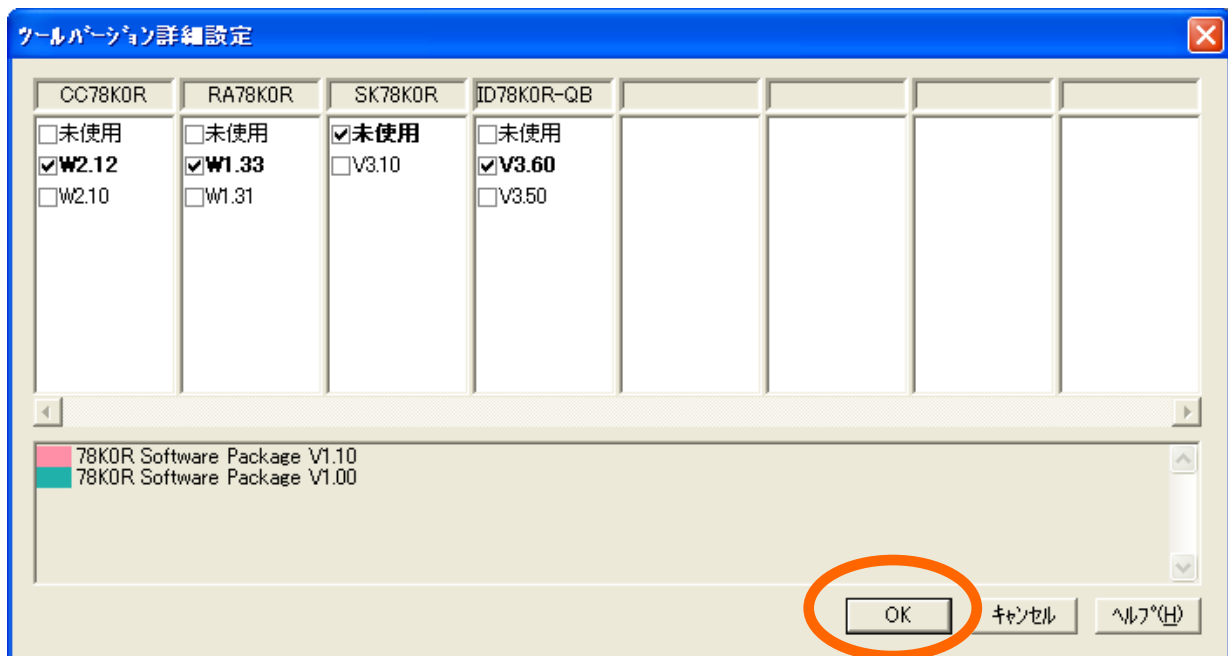 ツールバージョン詳細設定
CC78K0R RA78K0R SK78K0R ID78K0R-QB
未使用 未使用 未使用 未使用
W2.12 W1.33 V3.10 V3.60
W2.10 W1.31 V3.50
78K0R Software Package V1.10
78K0R Software Package V1.00
OK キャンセル ヘルプ(H)